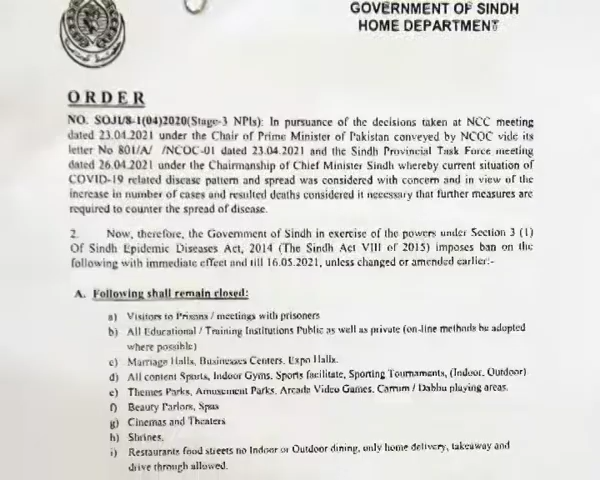 GOVERNMENT OF SINDH
HOME DEPARTMENT
ORDER
NO. SOJI/8-1(04)2020(Stage-3 NPIs): In pursuance of the decisions taken at NCC meeting
dated 23.04.2021 under the Chair of Prime Minister of Pakistan conveyed by NCOC vide its
letter No 801/A/ /NCOC-01 dated 23.04.2021 and the Sindh Provincial Task Force meeting
dated 26.04.2021 under the Chairmanship of Chief Minister Sindh whereby current situation of
COVID-19 related disease pattern and spread was considered with concern and in view of the
increase in number of cases and resulted deaths considered it necessary that further measures are
required to counter the spread of disease.
2. Now, therefore, the Government of Sindh in exercise of the powers under Section 3 (1)
Of Sindh Epidemic Diseases Act, 2014 (The Sindh Act VIII of 2015) imposes ban on the
following with immediate effect and till 16.05.2021, unless changed or amended earlier:-
A. Following shall remain closed:
a) Visitors to Prisons / meetings with prisoners
b) All Educational / Training Institutions Public as well as private (on-line methods be adopted
where possible)
c) Marriage Halls, Businesses Centers, Expo Halls.
d) All content Sports, Indoor Gyms, Sports facilitate, Sporting Tournaments, (Indoor, Outdoor)
e) Themes Parks, Amusement Parks, Arcade Video Games, Carrum / Dabbu playing areas.
f) Beauty Parlors, Spas
g) Cinemas and Theaters
h) Shrines.
i) Restaurants food streets no Indoor or Outdoor dining, only home delivery, takeaway and
drive through allowed.